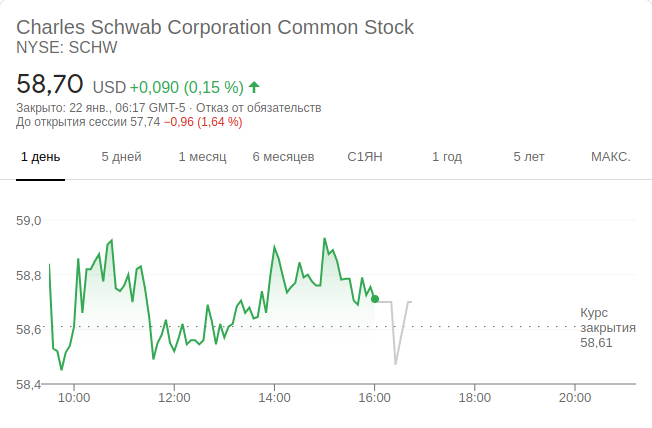 Charles Schwab Corporation Common Stock
NYSE: SCHW
58,70 USD +0,090 (0,15 %)
Закрыто: 22 янв., 06:17 GMT-5 · Отказ от обязательств
До открытия сессии 57,74 −0,96 (1,64 %)
1 день 5 дней 1 месяц 6 месяцев С1ЯН 1 год 5 лет МАКС.
59,0
58,8
58,6
58,4
Курс
закрытия
58,61
10:00 12:00 14:00 16:00 18:00 20:00